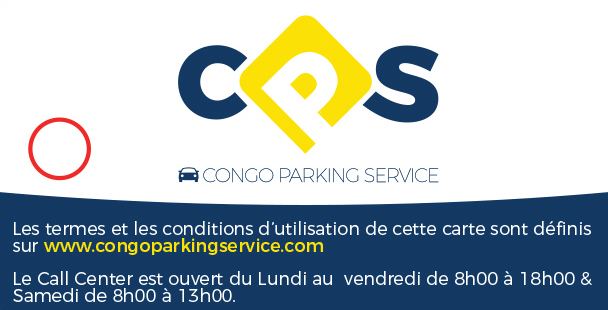 CPS
CONGO PARKING SERVICE
Les termes et les conditions d'utilisation de cette carte sont définis
sur www.congoparkingservice.com
Le Call Center est ouvert du Lundi au  vendredi de 8h00 à 18h00 &
Samedi de 8h00 à 13h00.